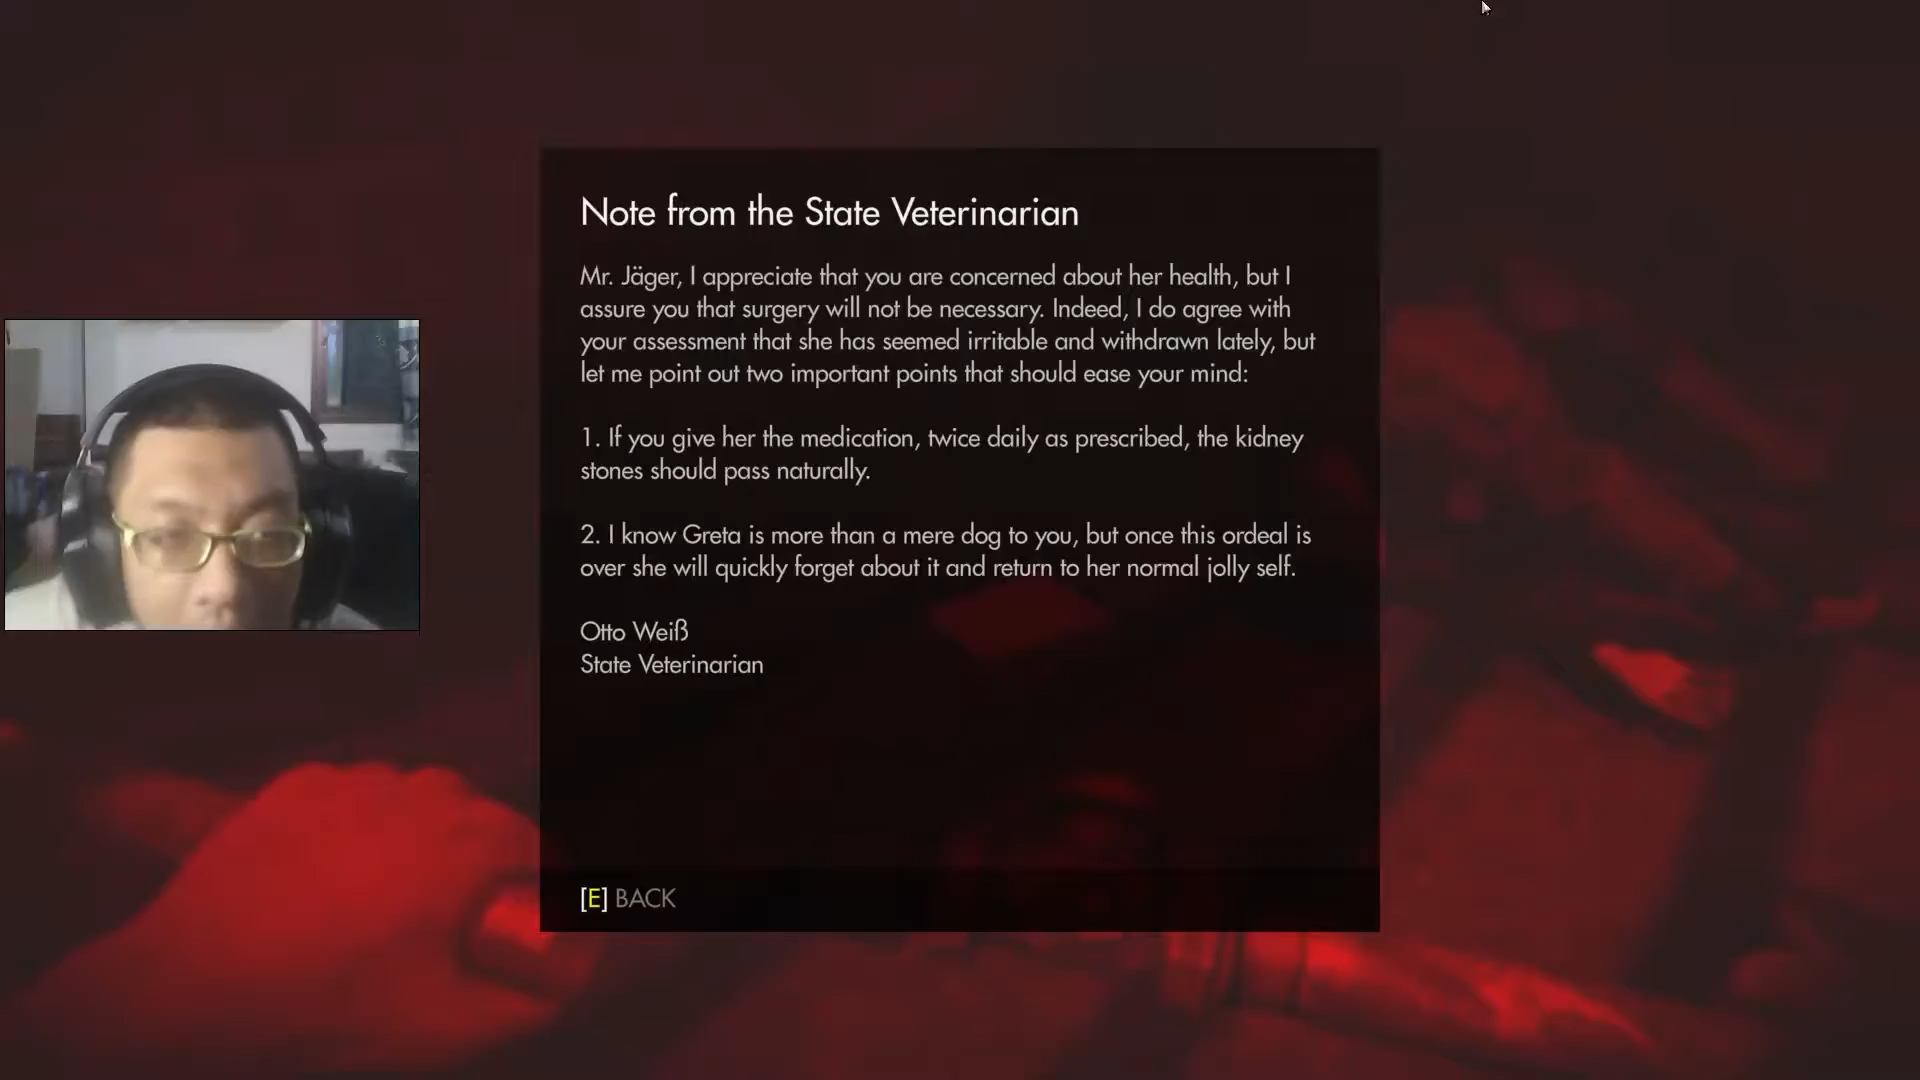 Note from the State Veterinarian
Mr. Jäger, I appreciate that you are concerned about her health, but I
assure you that surgery will not be necessary. Indeed, I do agree with
your assessment that she has seemed irritable and withdrawn lately, but
let me point out two important points that should ease your mind:
1. If you give her the medication, twice daily as prescribed, the kidney
stones should pass naturally.
2. I know Greta is more than a mere dog to you, but once this ordeal is
over she will quickly forget about it and return to her normal jolly self.
Otto Weiß
State Veterinarian
[E] BACK